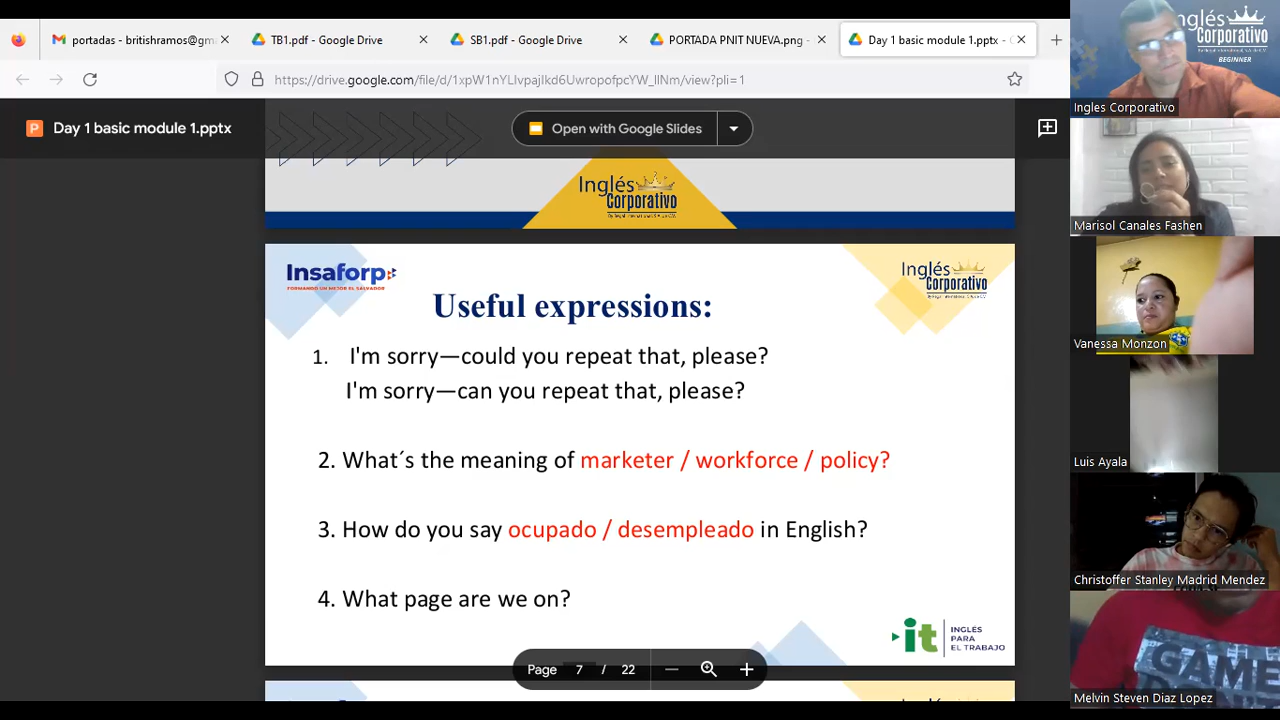 portadas - britishramos@gm
TB1.pdf - Google Drive
SB1.pdf - Google Drive
PORTADA PNIT NUEVA.png -
Day 1 basic module 1.pptx -
https://drive.google.com/file/d/1xpW1nYLIvpajIkd6UwropofpcYW_IlNm/view?pli=1
P
Day 1 basic module 1.pptx
Open with Google Slides
Inglés
Corporativo
Insaforp
FORMANDO UN MEJOR EL SALVADOR
Inglés
Corporativo
Useful expressions:
1. I'm sorry—could you repeat that, please?
I'm sorry—can you repeat that, please?
2. What´s the meaning of marketer / workforce / policy?
3. How do you say ocupado / desempleado in English?
4. What page are we on?
it
INGLÉS
PARA
EL TRABAJO
Page 7 / 22
Inglés
Corporativo
BEGINNER
Ingles Corporativo
Marisol Canales Fashen
Vanessa Monzon
Luis Ayala
Christoffer Stanley Madrid Mendez
GAME
Melvin Steven Diaz Lopez